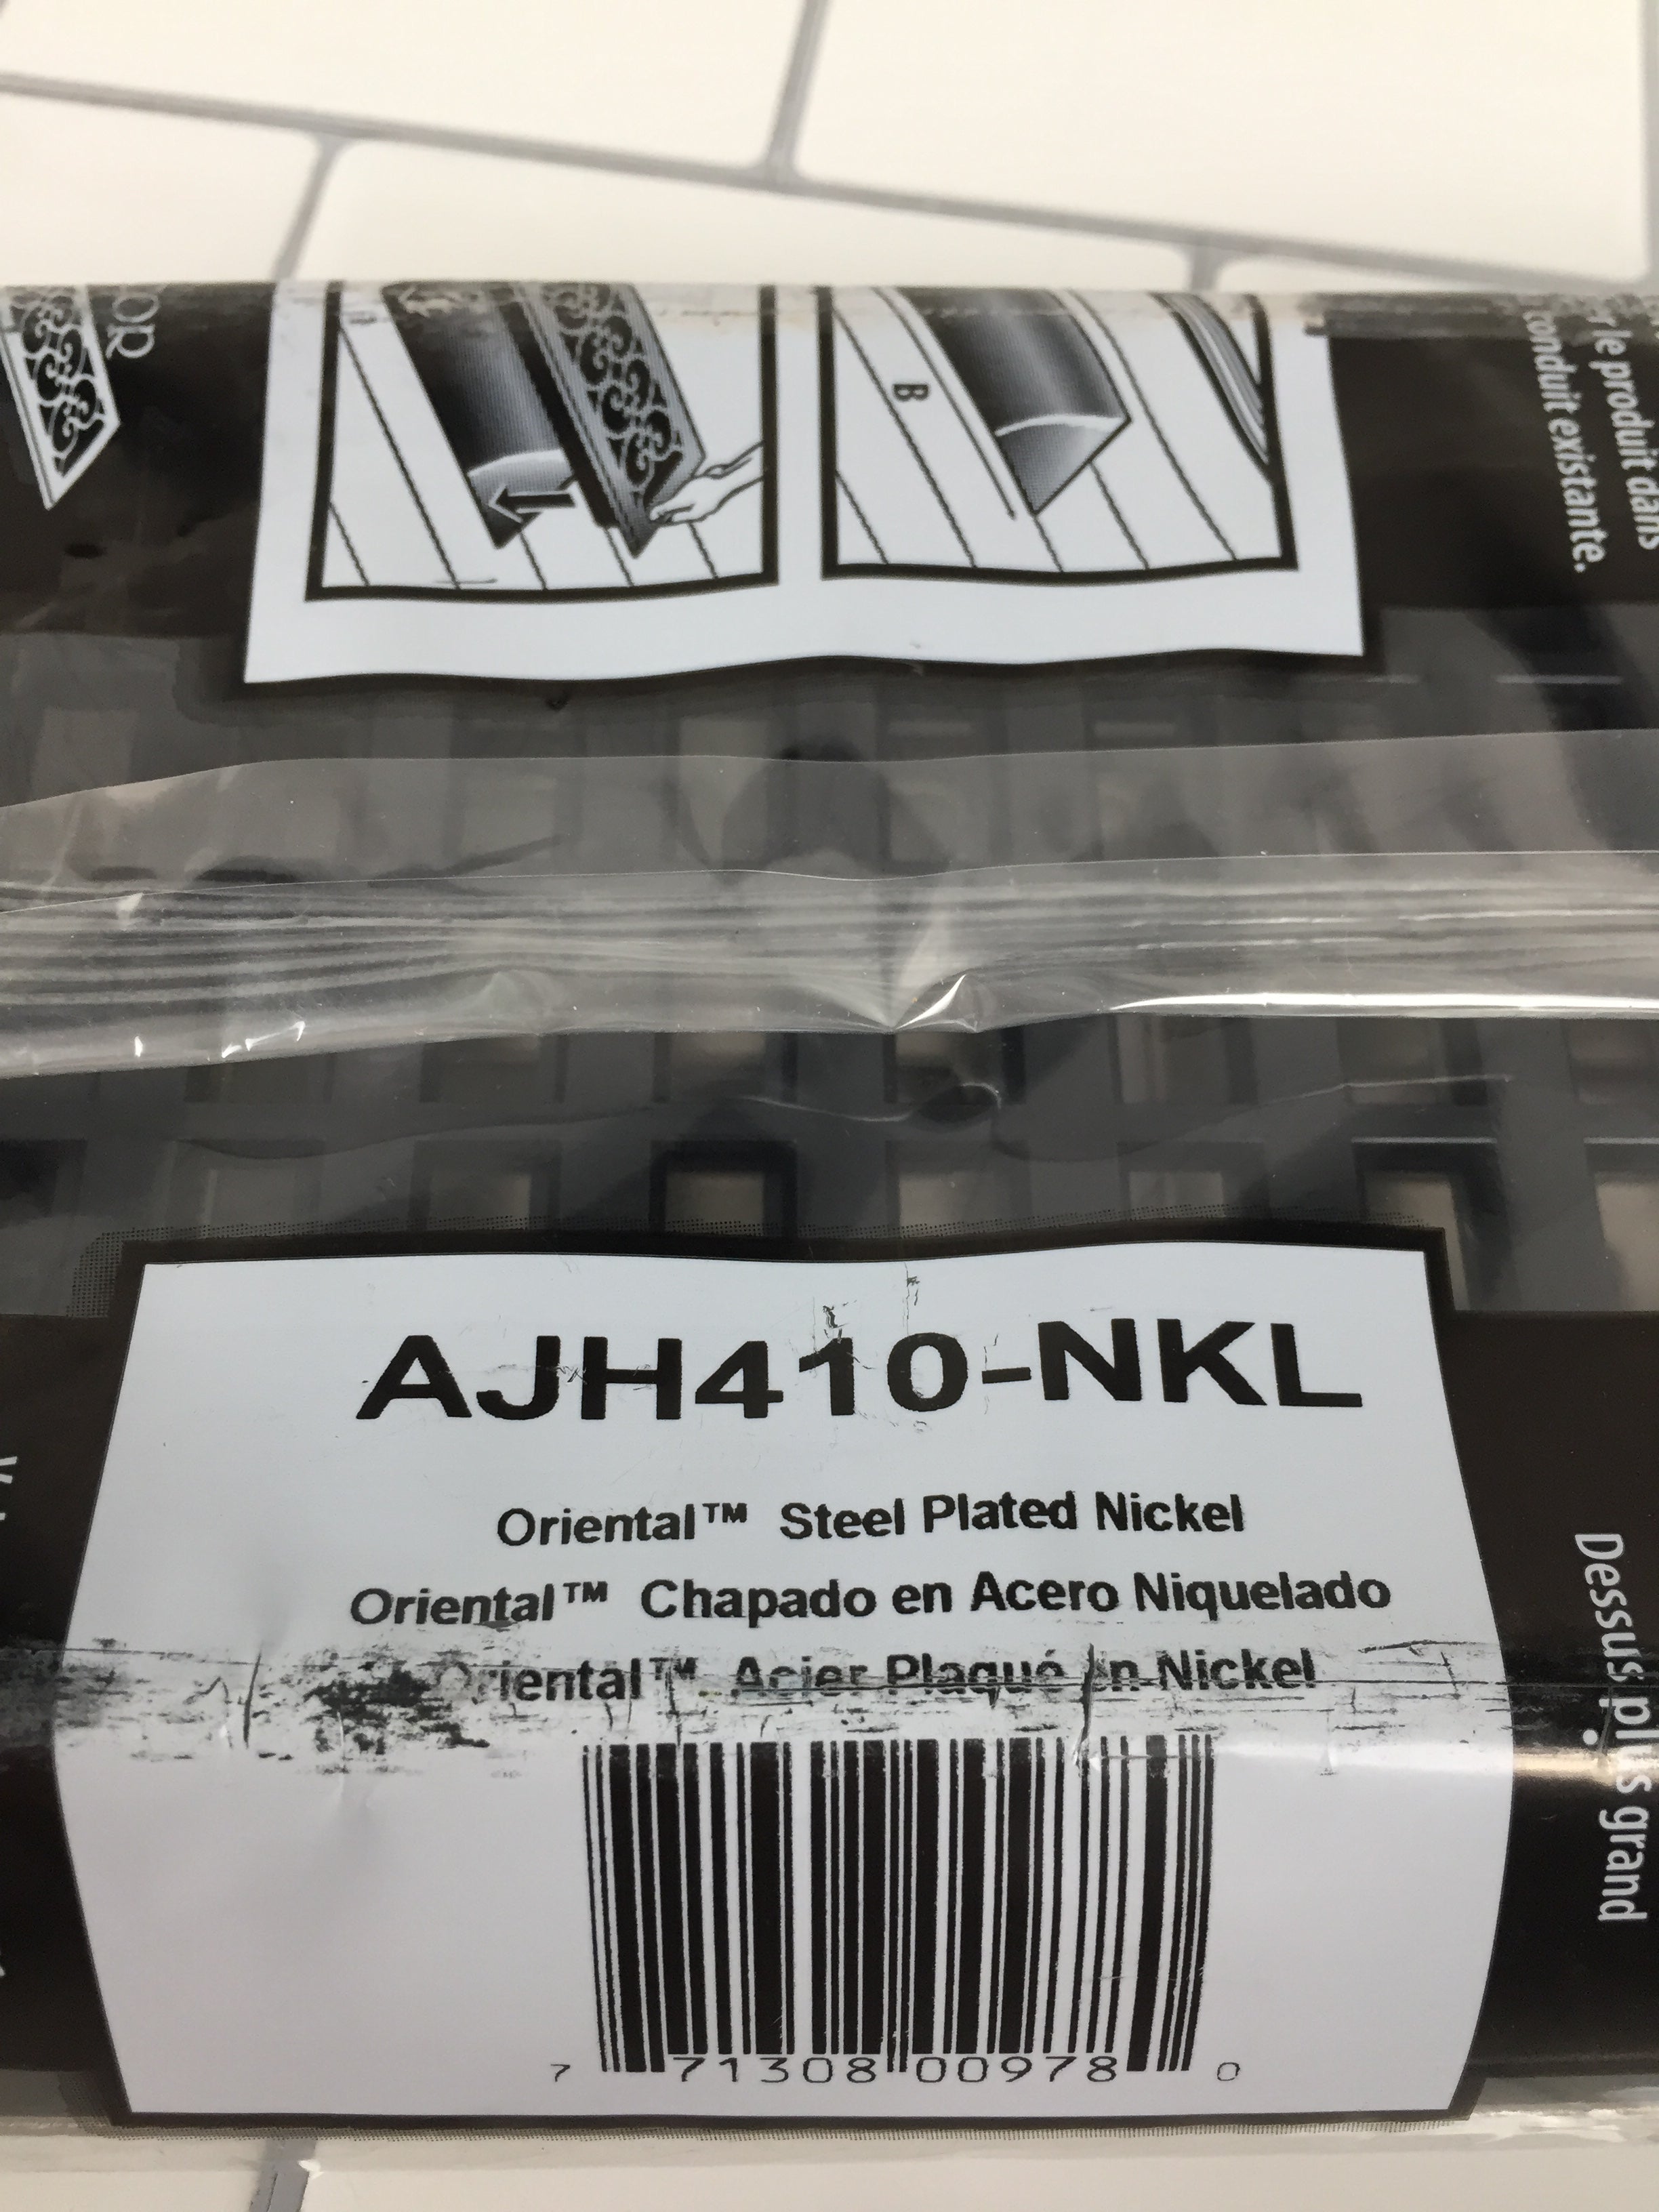 OR
B
le produit dans
conduit existante.
AJH410-NKL
Oriental™ Steel Plated Nickel
Oriental™ Chapado en Acero Niquelado
Oriental™ Acier Plaqué en Nickel
Dessus plus grand
7 71308 00978 0